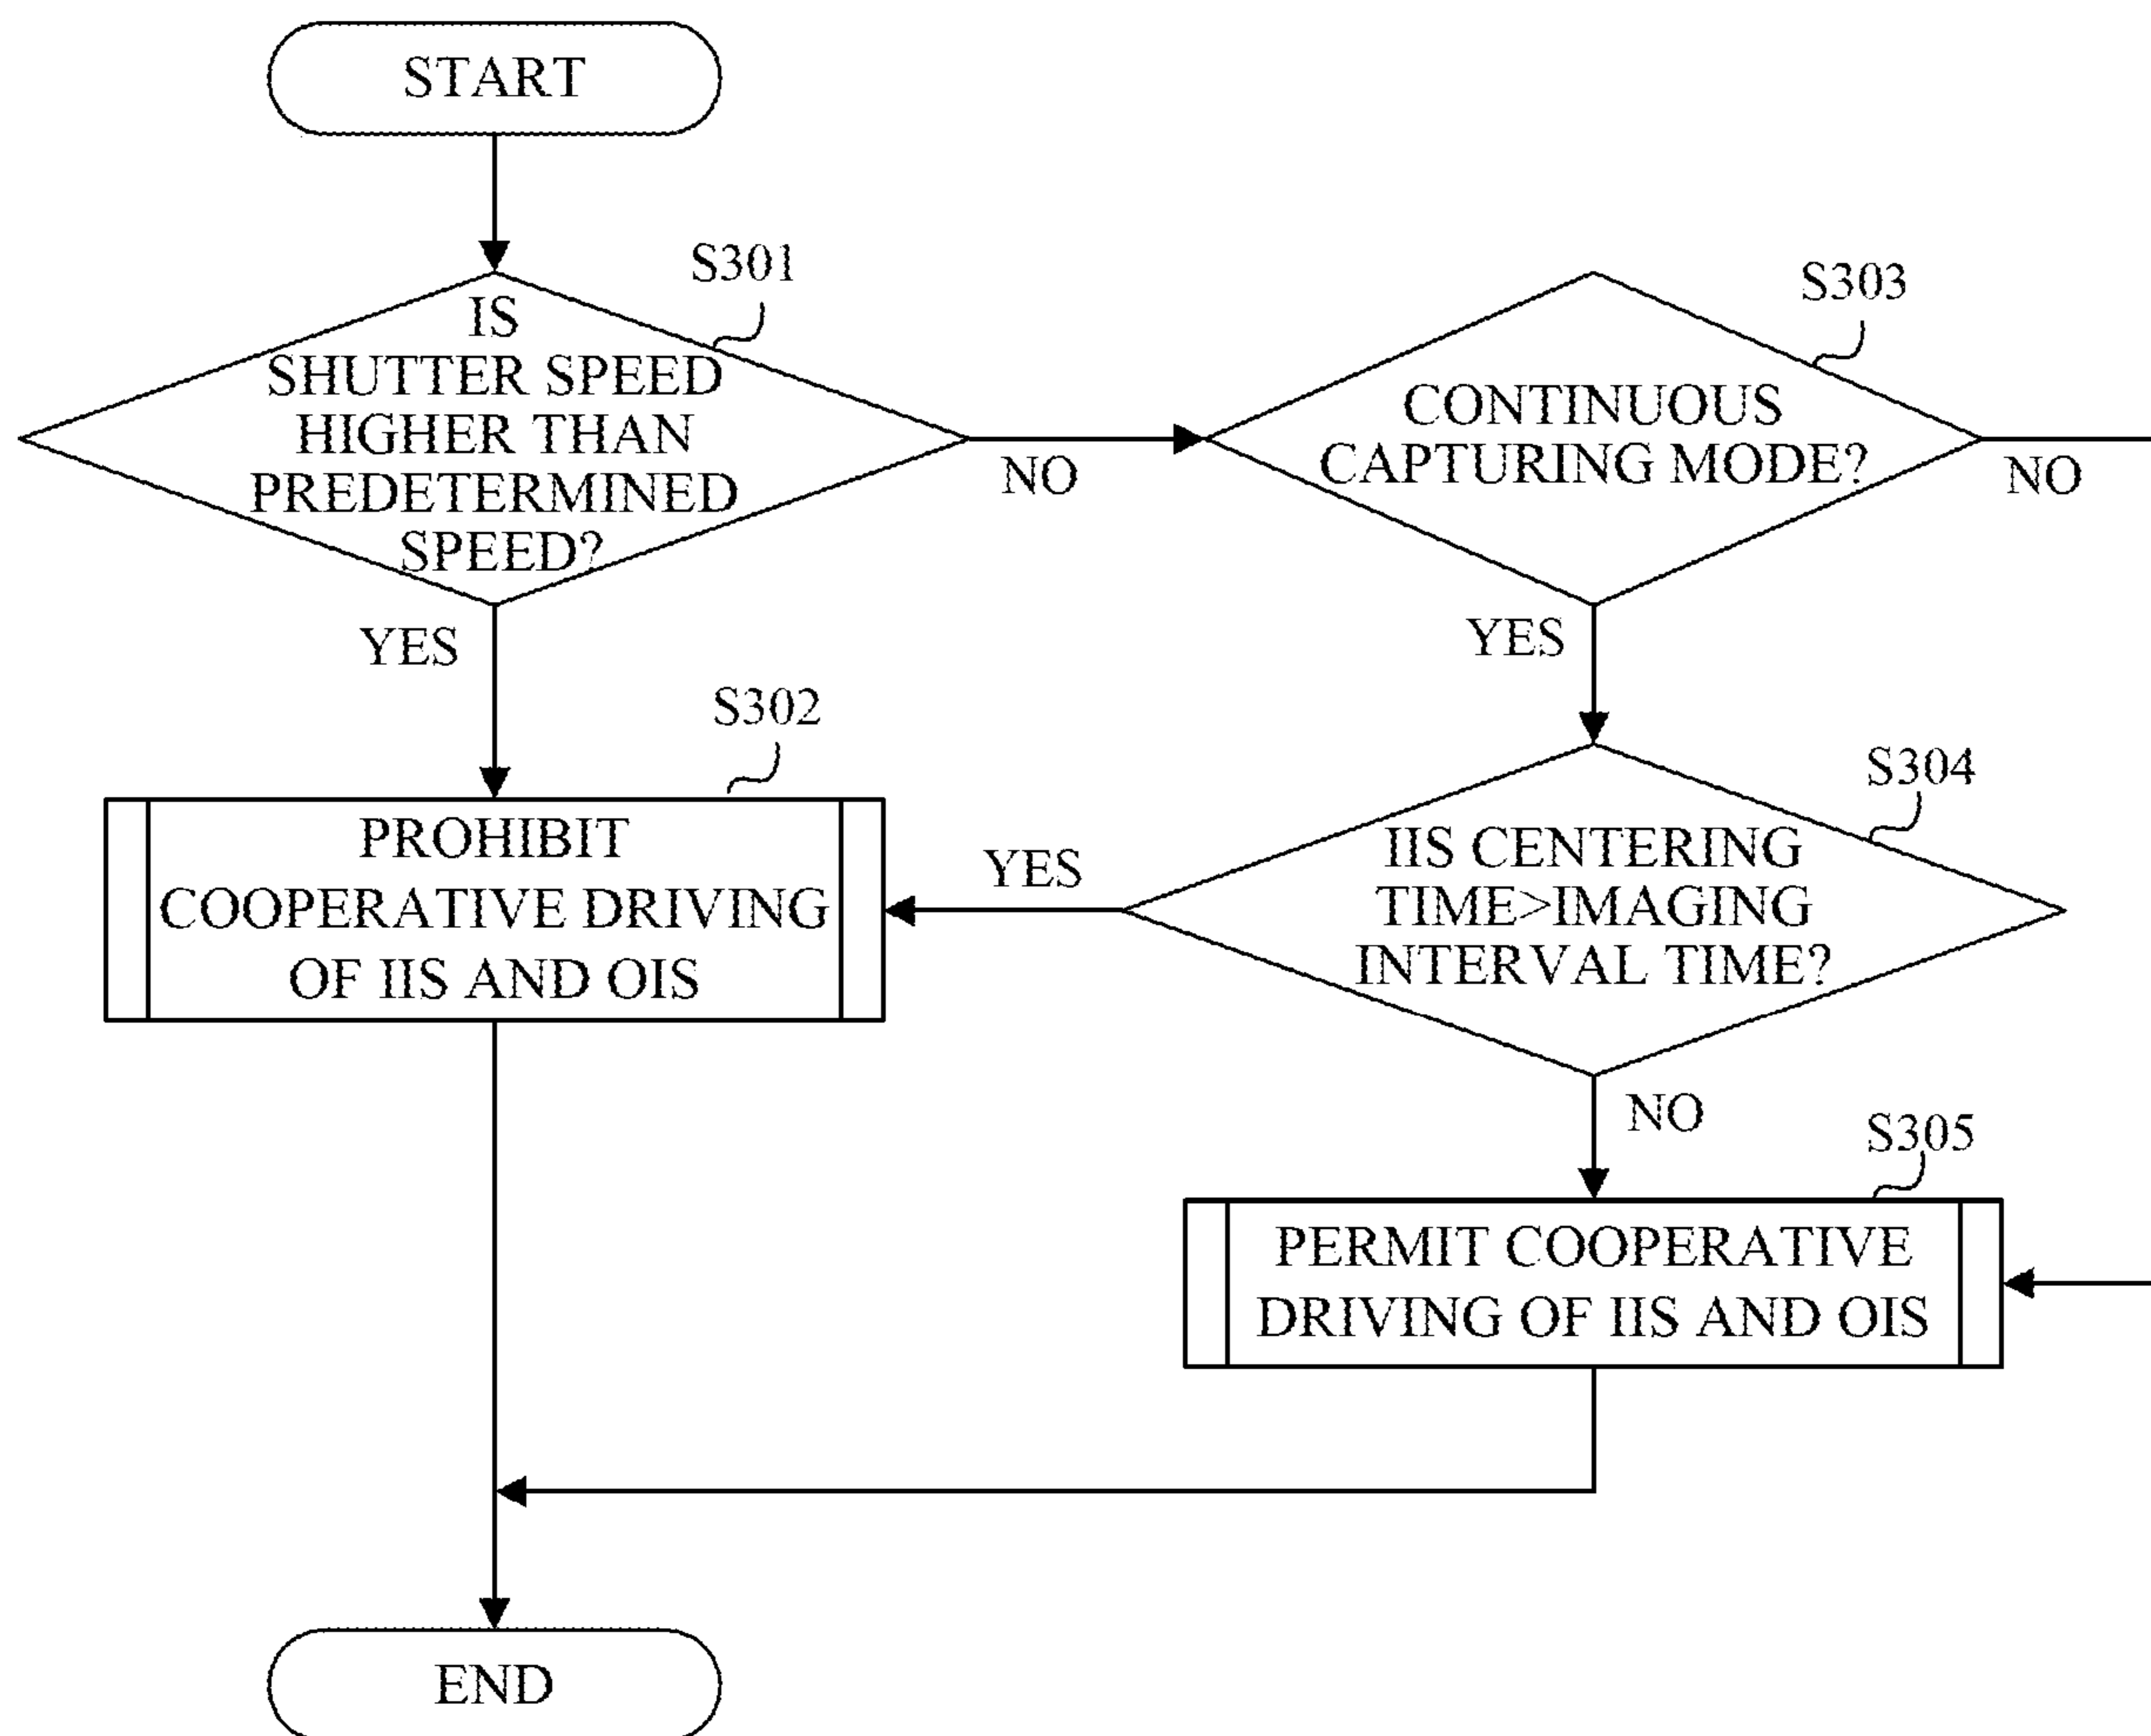 START
S301
IS
SHUTTER SPEED
HIGHER THAN
PREDETERMINED
SPEED?
NO
YES
S303
CONTINUOUS
CAPTURING MODE?
NO
YES
S302
PROHIBIT
COOPERATIVE DRIVING
OF IIS AND OIS
YES
S304
IIS CENTERING
TIME>IMAGING
INTERVAL TIME?
NO
S305
PERMIT COOPERATIVE
DRIVING OF IIS AND OIS
END